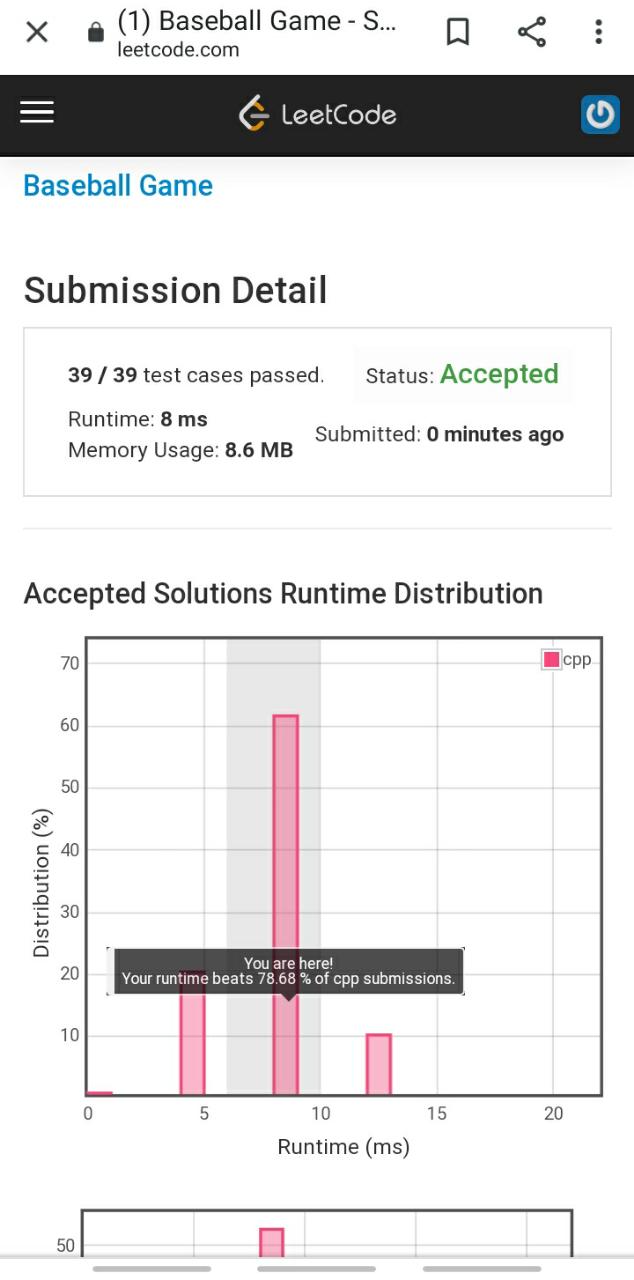 (1) Baseball Game - S...
leetcode.com
LeetCode
Baseball Game
Submission Detail
39 / 39 test cases passed.
Status: Accepted
Runtime: 8 ms
Memory Usage: 8.6 MB
Submitted: 0 minutes ago
Accepted Solutions Runtime Distribution
cpp
70
60
50
40
30
20
10
Distribution (%)
You are here!
Your runtime beats 78.68 % of cpp submissions.
0 5 10 15 20
Runtime (ms)
50